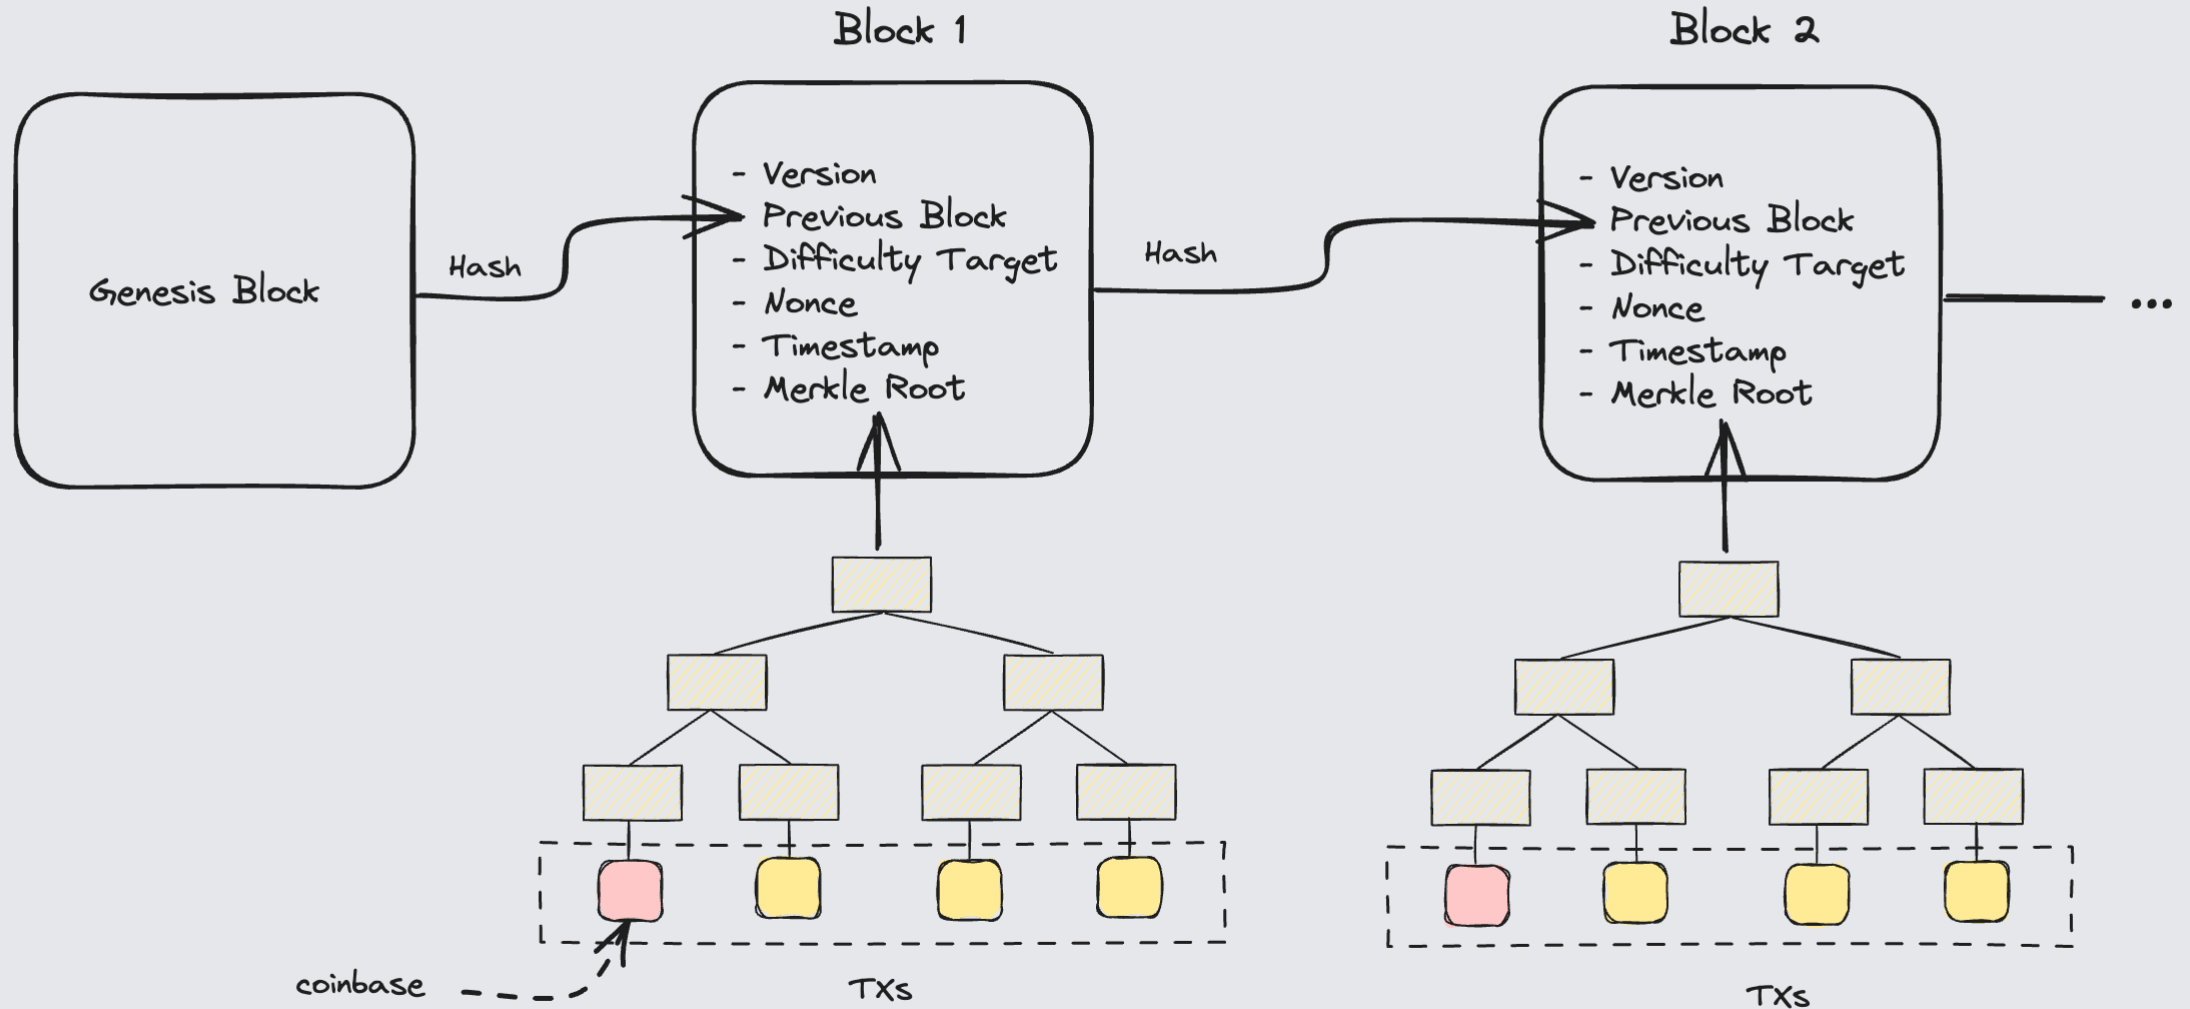 Block 1
Block 2
Genesis Block
Hash
- Version
- Previous Block
- Difficulty Target
- Nonce
- Timestamp
- Merkle Root
Hash
- Version
- Previous Block
- Difficulty Target
- Nonce
- Timestamp
- Merkle Root
...
coinbase
TXs
TXs